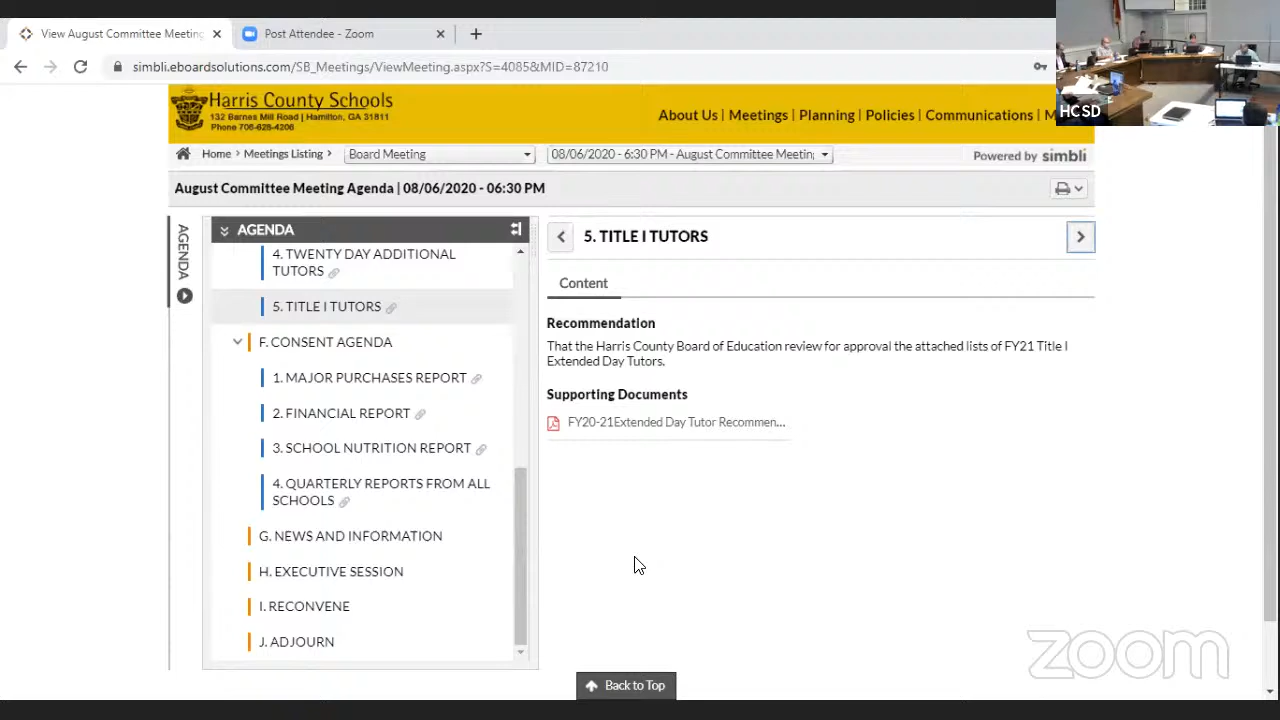 View August Committee Meeting
Post Attendee - Zoom
simbli.eboardsolutions.com/SB_Meetings/ViewMeeting.aspx?S=4085&MID=87210
HCSD
Harris County Schools
132 Barnes Mill Road | Hamilton, GA 31811
Phone 706-628-4206
About Us | Meetings | Planning | Policies | Communications | M
Home > Meetings Listing >
Board Meeting
08/06/2020 - 6:30 PM - August Committee Meetin
Powered by simbli
August Committee Meeting Agenda | 08/06/2020 - 06:30 PM
AGENDA
AGENDA
4. TWENTY DAY ADDITIONAL
TUTORS
5. TITLE I TUTORS
F. CONSENT AGENDA
1. MAJOR PURCHASES REPORT
2. FINANCIAL REPORT
3. SCHOOL NUTRITION REPORT
4. QUARTERLY REPORTS FROM ALL
SCHOOLS
G. NEWS AND INFORMATION
H. EXECUTIVE SESSION
I. RECONVENE
J. ADJOURN
5. TITLE I TUTORS
Content
Recommendation
That the Harris County Board of Education review for approval the attached lists of FY21 Title I
Extended Day Tutors.
Supporting Documents
FY20-21Extended Day Tutor Recommen...
Back to Top
zoom